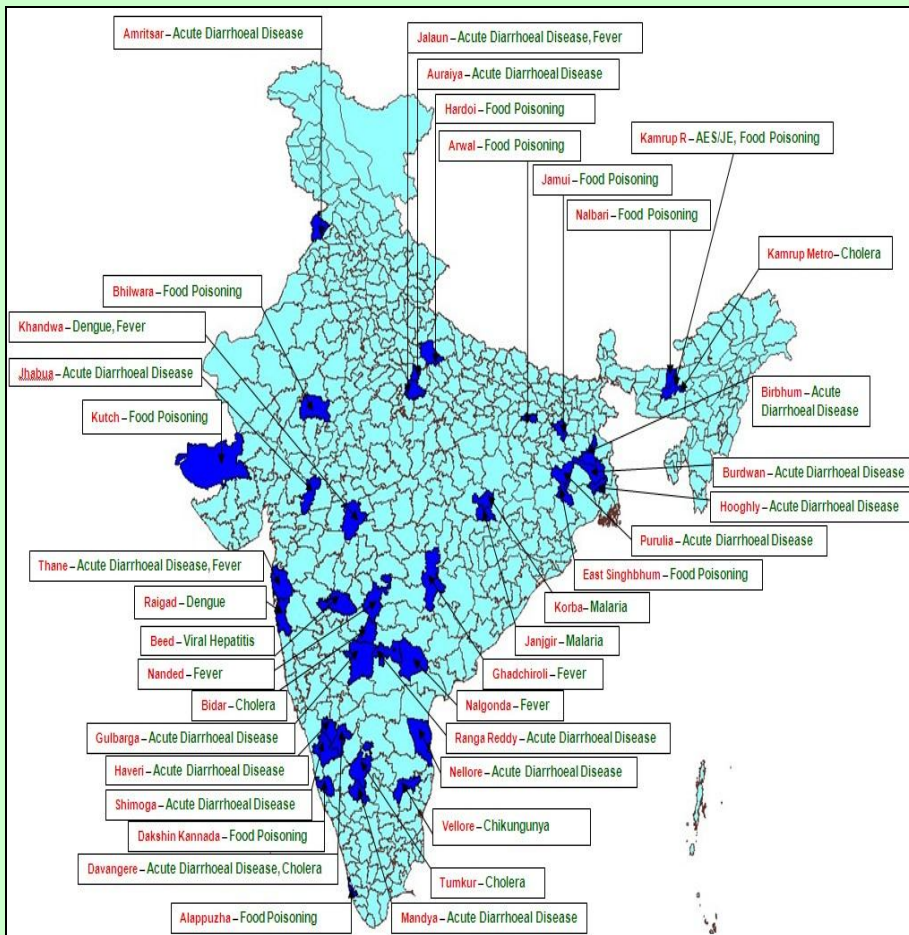 Amritsar – Acute Diarrhoeal Disease
Jalaun – Acute Diarrhoeal Disease, Fever
Auraiya – Acute Diarrhoeal Disease
Hardoi – Food Poisoning
Arwal – Food Poisoning
Kamrup R – AES/JE, Food Poisoning
Jamui – Food Poisoning
Nalbari – Food Poisoning
Kamrup Metro – Cholera
Bhilwara – Food Poisoning
Khandwa – Dengue, Fever
Jhabua – Acute Diarrhoeal Disease
Kutch – Food Poisoning
Birbhum – Acute
Diarrhoeal Disease
Burdwan – Acute Diarrhoeal Disease
Hooghly – Acute Diarrhoeal Disease
Purulia – Acute Diarrhoeal Disease
East Singhbhum – Food Poisoning
Korba – Malaria
Janjgir – Malaria
Ghadchiroli – Fever
Nalgonda – Fever
Ranga Reddy – Acute Diarrhoeal Disease
Nellore – Acute Diarrhoeal Disease
Vellore – Chikungunya
Tumkur – Cholera
Mandya – Acute Diarrhoeal Disease
Thane – Acute Diarrhoeal Disease, Fever
Raigad – Dengue
Beed – Viral Hepatitis
Nanded – Fever
Bidar – Cholera
Gulbarga – Acute Diarrhoeal Disease
Haveri – Acute Diarrhoeal Disease
Shimoga – Acute Diarrhoeal Disease
Dakshin Kannada – Food Poisoning
Davangere – Acute Diarrhoeal Disease, Cholera
Alappuzha – Food Poisoning